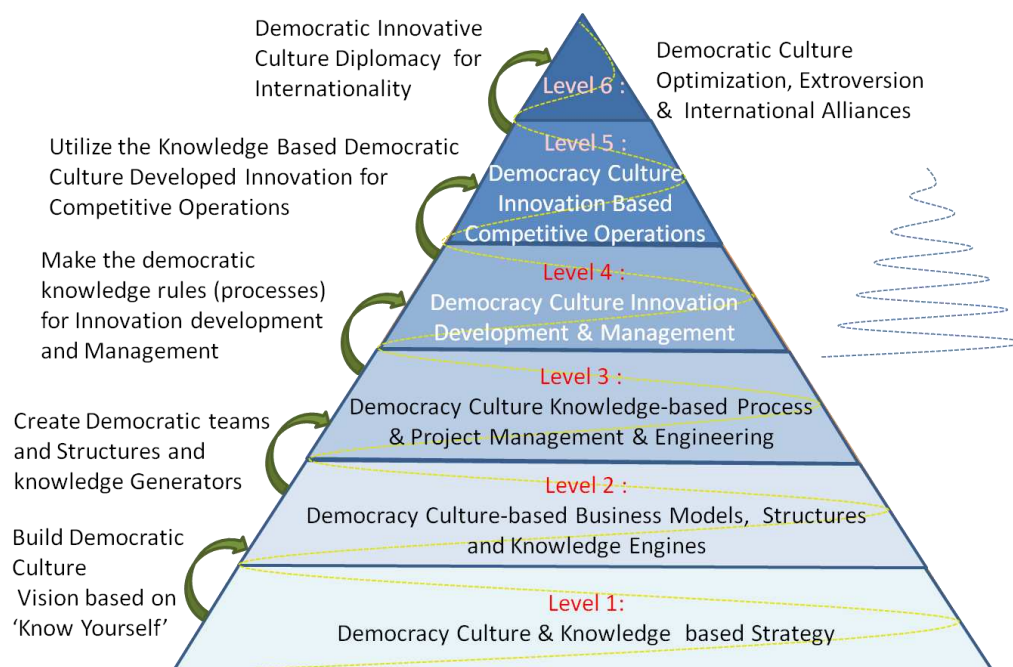 Democratic Innovative
Culture Diplomacy for
Internationality
Democratic Culture
Optimization, Extroversion
& International Alliances
Level 6 :
Utilize the Knowledge Based Democratic
Culture Developed Innovation for
Competitive Operations
Level 5 :
Democracy Culture
Innovation Based
Competitive Operations
Make the democratic
knowledge rules (processes)
for Innovation development
and Management
Level 4 :
Democracy Culture Innovation
Development & Management
Level 3 :
Democracy Culture Knowledge-based Process
& Project Management & Engineering
Create Democratic teams
and Structures and
knowledge Generators
Level 2 :
Democracy Culture-based Business Models, Structures
and Knowledge Engines
Build Democratic
Culture
Vision based on
‘Know Yourself’
Level 1:
Democracy Culture & Knowledge based Strategy